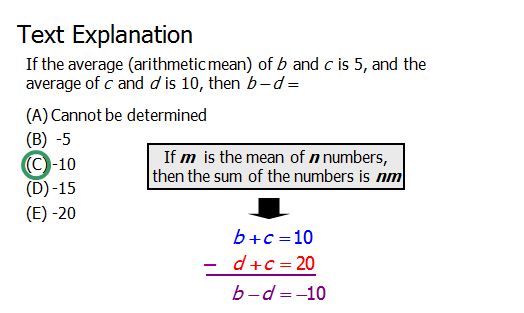 Text Explanation
If the average (arithmetic mean) of b and c is 5, and the
average of c and d is 10, then b – d =
(A) Cannot be determined
(B) -5
(C) -10
(D) -15
(E) -20
If m is the mean of n numbers,
then the sum of the numbers is nm
b + c = 10
– d + c = 20
b – d = –10